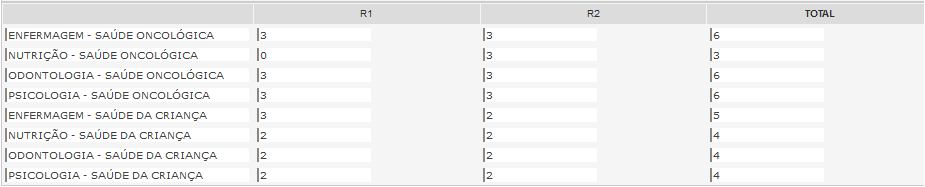 R1 R2 TOTAL
ENFERMAGEM - SAÚDE ONCOLÓGICA 3 3 6
NUTRIÇÃO - SAÚDE ONCOLÓGICA 0 3 3
ODONTOLOGIA - SAÚDE ONCOLÓGICA 3 3 6
PSICOLOGIA - SAÚDE ONCOLÓGICA 3 3 6
ENFERMAGEM - SAÚDE DA CRIANÇA 3 2 5
NUTRIÇÃO - SAÚDE DA CRIANÇA 2 2 4
ODONTOLOGIA - SAÚDE DA CRIANÇA 2 2 4
PSICOLOGIA - SAÚDE DA CRIANÇA 2 2 4